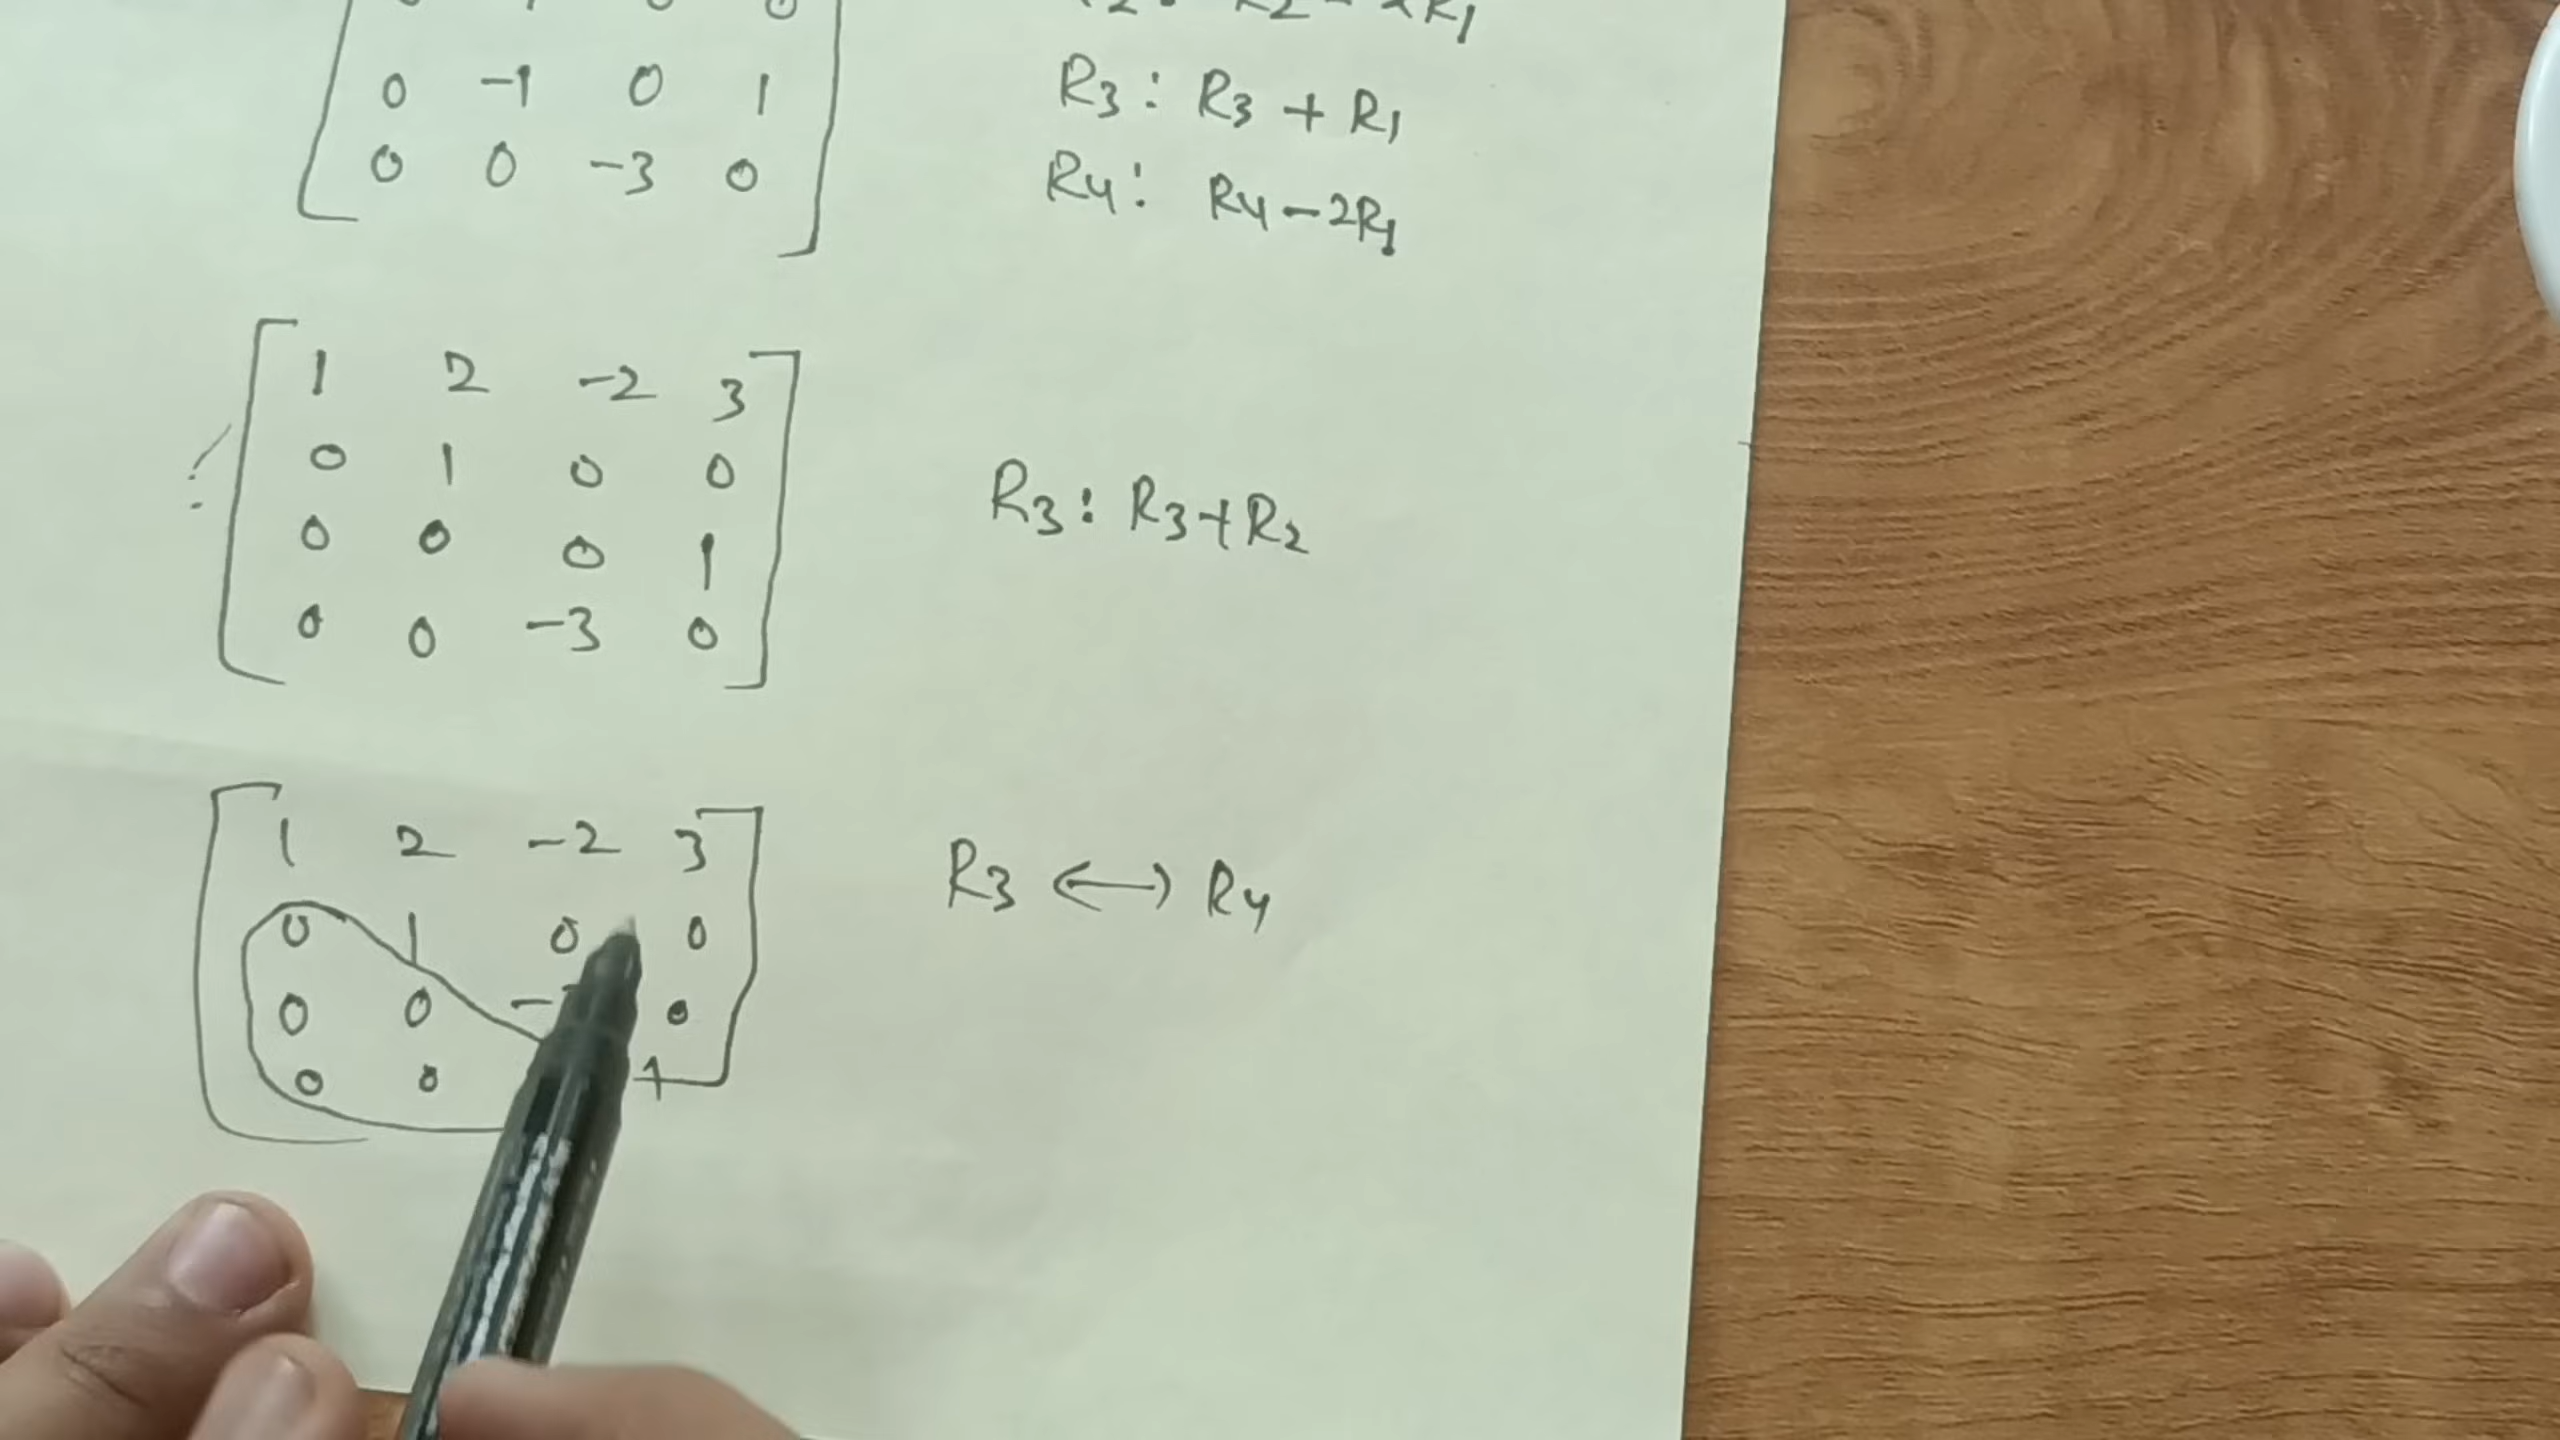 0 -1 0 1 R3 : R3 + R1
0 0 -3 0 R4 : R4 - 2R1
1 2 -2 3
0 1 0 0
0 0 0 1 R3 : R3 + R2
0 0 -3 0
1 2 -2 3 R3 ↔ R4
0 1 0 0
0 0 0
0 0 1